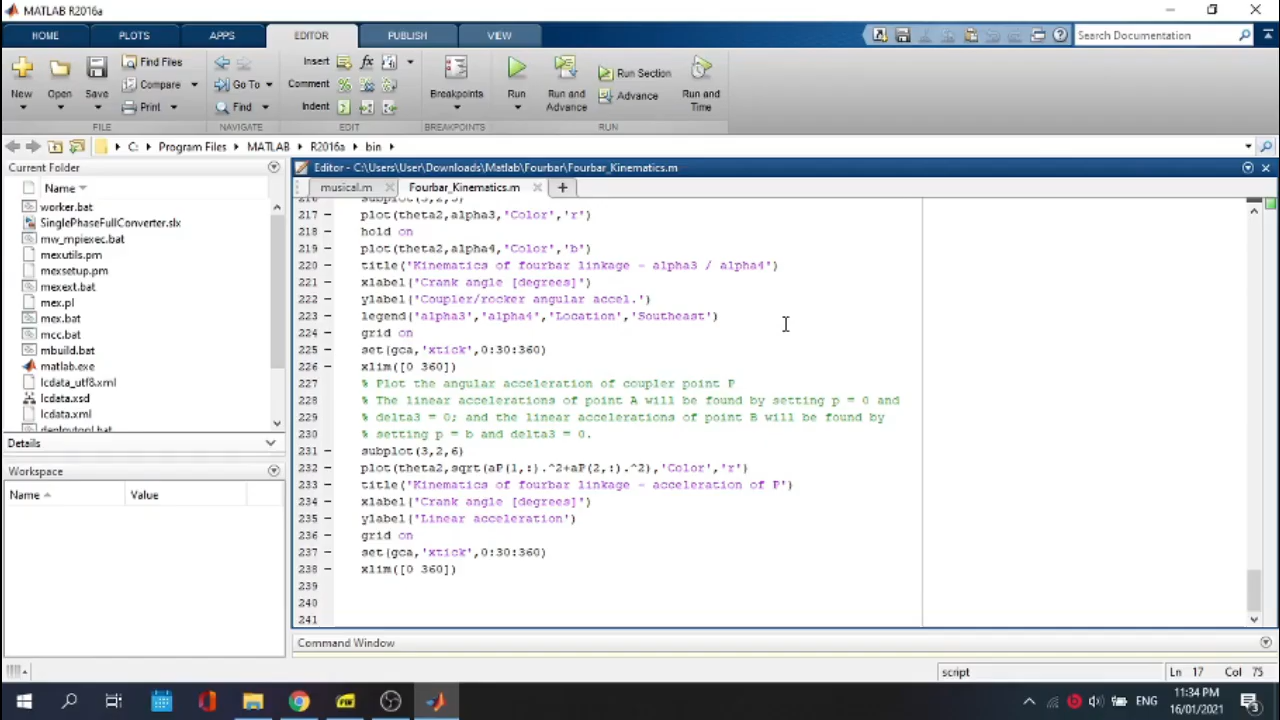 MATLAB R2016a
HOME PLOTS APPS EDITOR PUBLISH VIEW Search Documentation
New Open Save Find Files Compare Print Go To Find Insert Comment Indent Breakpoints Run Run and Advance Run Section Advance Run and Time
FILE NAVIGATE EDIT BREAKPOINTS RUN
C: Program Files MATLAB R2016a bin
Current Folder
Name
worker.bat
SinglePhaseFullConverter.slx
mw_mpiexec.bat
mexutils.pm
mexsetup.pm
mexext.bat
mex.pl
mex.bat
mcc.bat
mbuild.bat
matlab.exe
lcdata_utf8.xml
lcdata.xsd
lcdata.xml
deploytool.bat
Details
Workspace
Name Value
Editor - C:\Users\User\Downloads\Matlab\Fourbar\Fourbar_Kinematics.m
musical.m Fourbar_Kinematics.m
216 subplot(3,2,5)
217 - plot(theta2,alpha3,'Color','r')
218 - hold on
219 - plot(theta2,alpha4,'Color','b')
220 - title('Kinematics of fourbar linkage - alpha3 / alpha4')
221 - xlabel('Crank angle [degrees]')
222 - ylabel('Coupler/rocker angular accel.')
223 - legend('alpha3','alpha4','Location','Southeast')
224 - grid on
225 - set(gca,'xtick',0:30:360)
226 - xlim([0 360])
227 % Plot the angular acceleration of coupler point P
228 % The linear accelerations of point A will be found by setting p = 0 and
229 % delta3 = 0; and the linear accelerations of point B will be found by
230 % setting p = b and delta3 = 0.
231 - subplot(3,2,6)
232 - plot(theta2,sqrt(aP(1,:).^2+aP(2,:).^2),'Color','r')
233 - title('Kinematics of fourbar linkage - acceleration of P')
234 - xlabel('Crank angle [degrees]')
235 - ylabel('Linear acceleration')
236 - grid on
237 - set(gca,'xtick',0:30:360)
238 - xlim([0 360])
239
240
241
Command Window
script Ln 17 Col 75
ENG 11:34 PM
16/01/2021
3